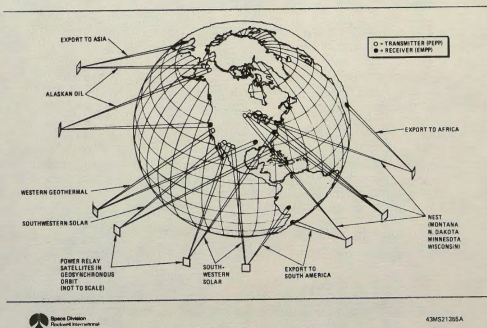 EXPORT TO ASIA
○ = TRANSMITTER (PEPP)
● = RECEIVER (EMPP)
ALASKAN OIL
EXPORT TO AFRICA
WESTERN GEOTHERMAL
SOUTHWESTERN SOLAR
NEST
(MONTANA
N. DAKOTA
MINNESOTA
WISCONSIN)
POWER RELAY
SATELLITES IN
GEOSYNCHRONOUS
ORBIT
(NOT TO SCALE)
SOUTH-
WESTERN
SOLAR
EXPORT TO
SOUTH AMERICA
Space Division
Rockwell International
43MS21365A